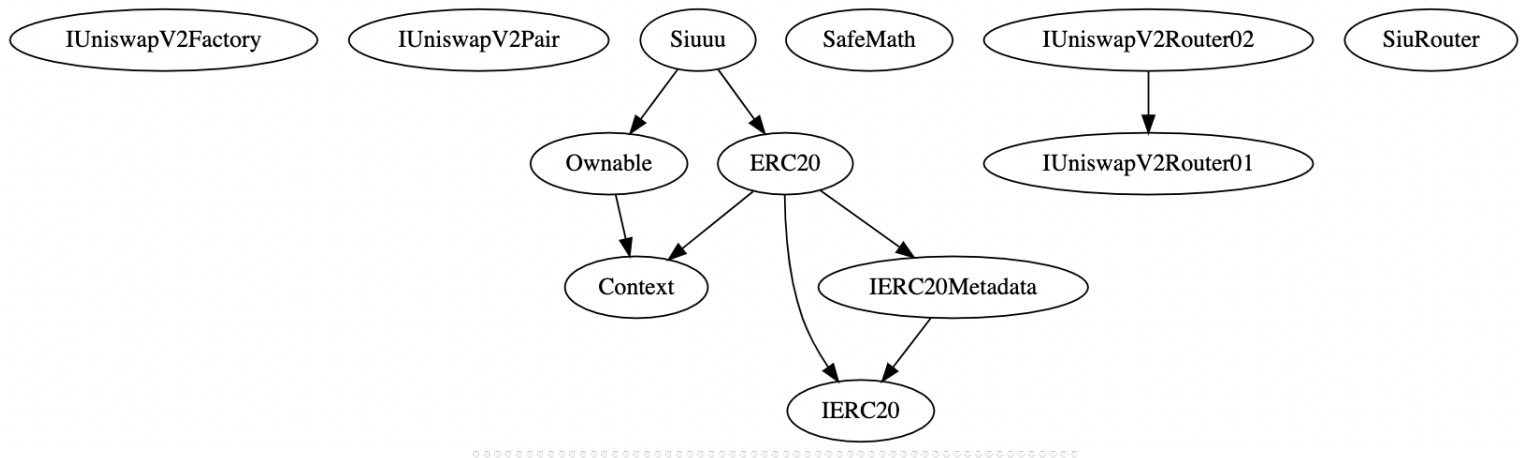 IUniswapV2Factory
IUniswapV2Pair
Siuuu
SafeMath
IUniswapV2Router02
SiuRouter
Ownable
ERC20
IUniswapV2Router01
Context
IERC20Metadata
IERC20